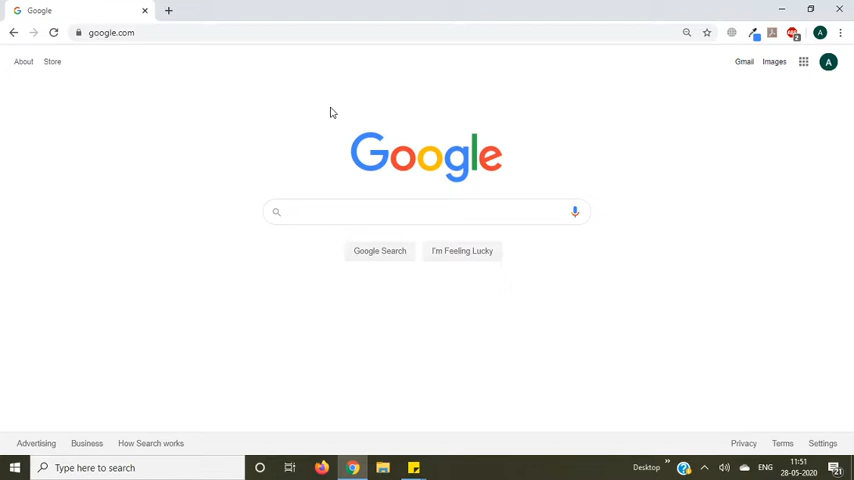 Google
google.com
About Store Gmail Images A
Google
Google Search I'm Feeling Lucky
Advertising Business How Search works Privacy Terms Settings
Type here to search Desktop ENG 11:51
28-05-2020